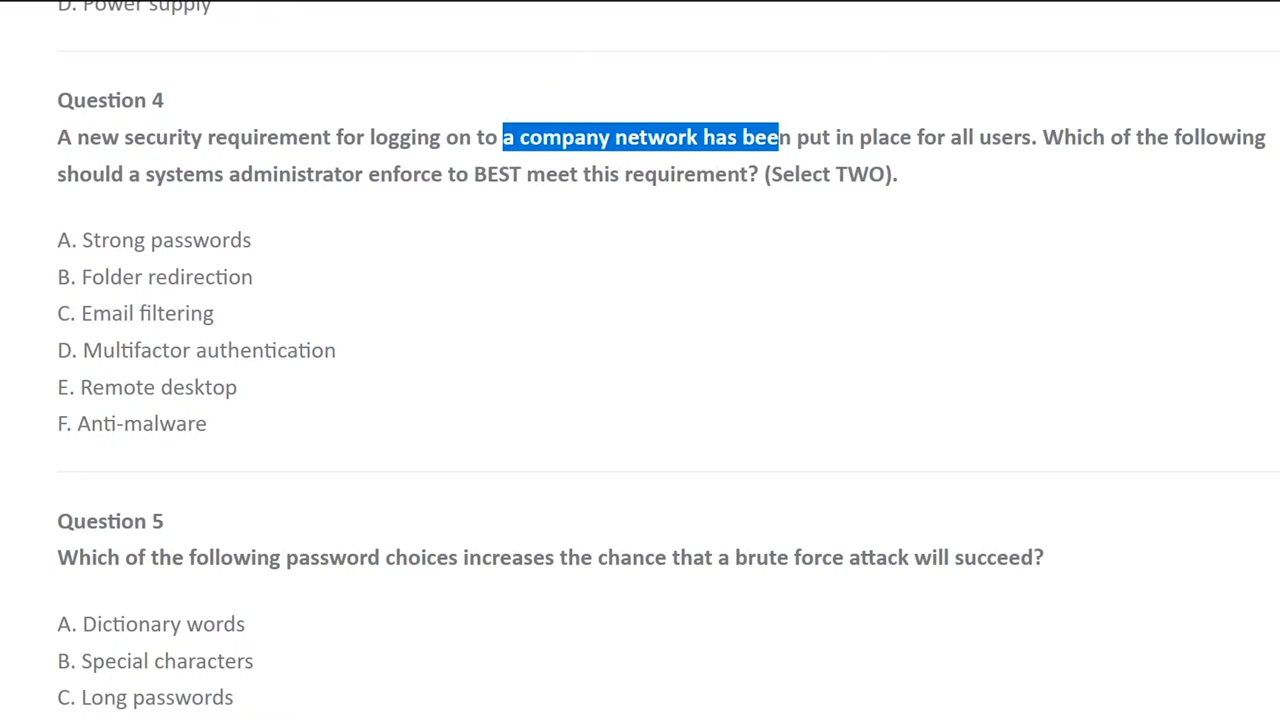 D. Power supply
Question 4
A new security requirement for logging on to a company network has been put in place for all users. Which of the following
should a systems administrator enforce to BEST meet this requirement? (Select TWO).
A. Strong passwords
B. Folder redirection
C. Email filtering
D. Multifactor authentication
E. Remote desktop
F. Anti-malware
Question 5
Which of the following password choices increases the chance that a brute force attack will succeed?
A. Dictionary words
B. Special characters
C. Long passwords